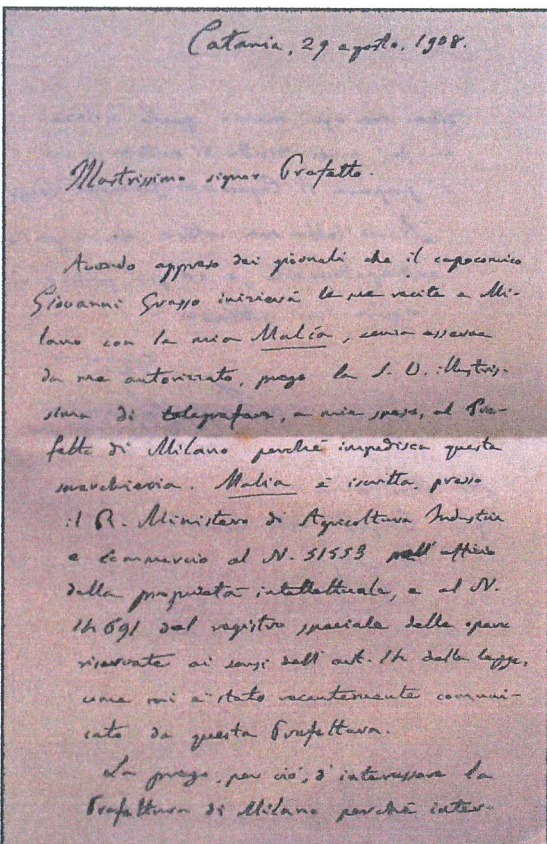 Catania, 29 agosto, 1908.
Illustrissimo signor Prefetto.
Avendo appreso dai giornali che il capocomico
Giovanni Grasso inizierà le sue recite a Mi-
lano con la mia Malìa, senza esserne
da me autorizzato, prego la S. V. illustris-
sima di telegrafare, a mie spese, al Pre-
fetto di Milano perché impedisca questa
soverchieria. Malìa è iscritta, presso
il R. Ministero di Agricoltura Industria
e Commercio al N. 51553 nell'ufficio
della proprietà intellettuale, e al N.
14691 del registro speciale delle opere
riservate ai sensi dell'art. 14 della legge,
come mi è stato recentemente comuni-
cato da questa Prefettura.
La prego, per ciò, d'interessare la
Prefettura di Milano perché inter-